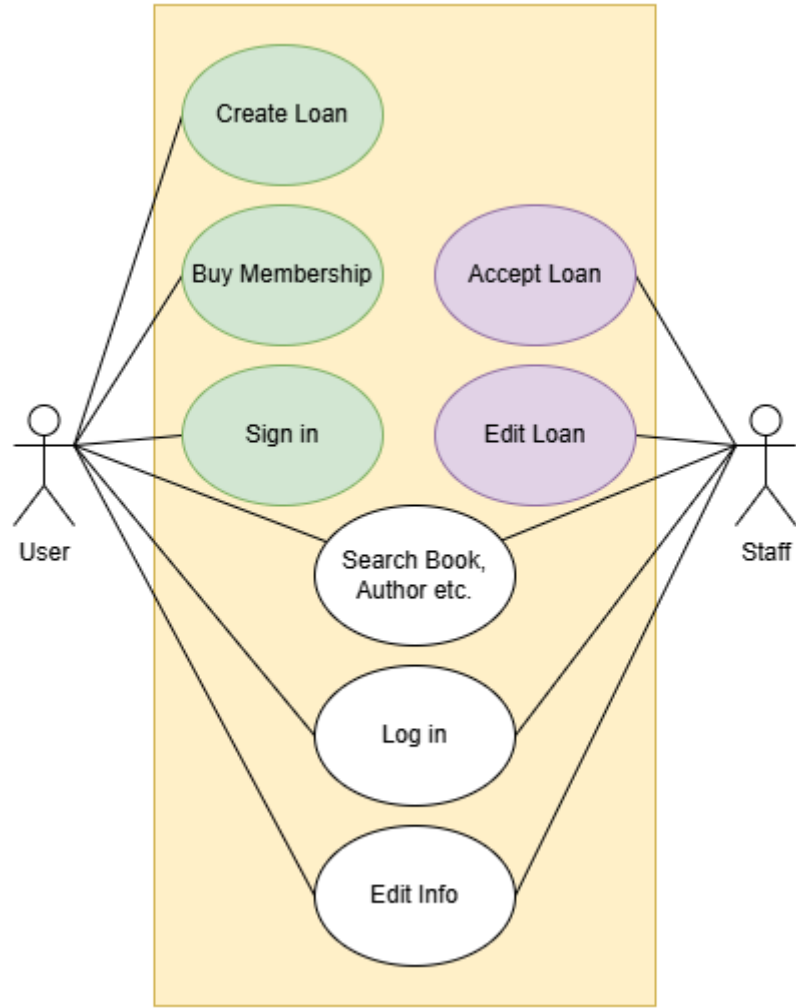 Create Loan
Buy Membership
Accept Loan
Sign in
Edit Loan
User
Staff
Search Book,
Author etc.
Log in
Edit Info